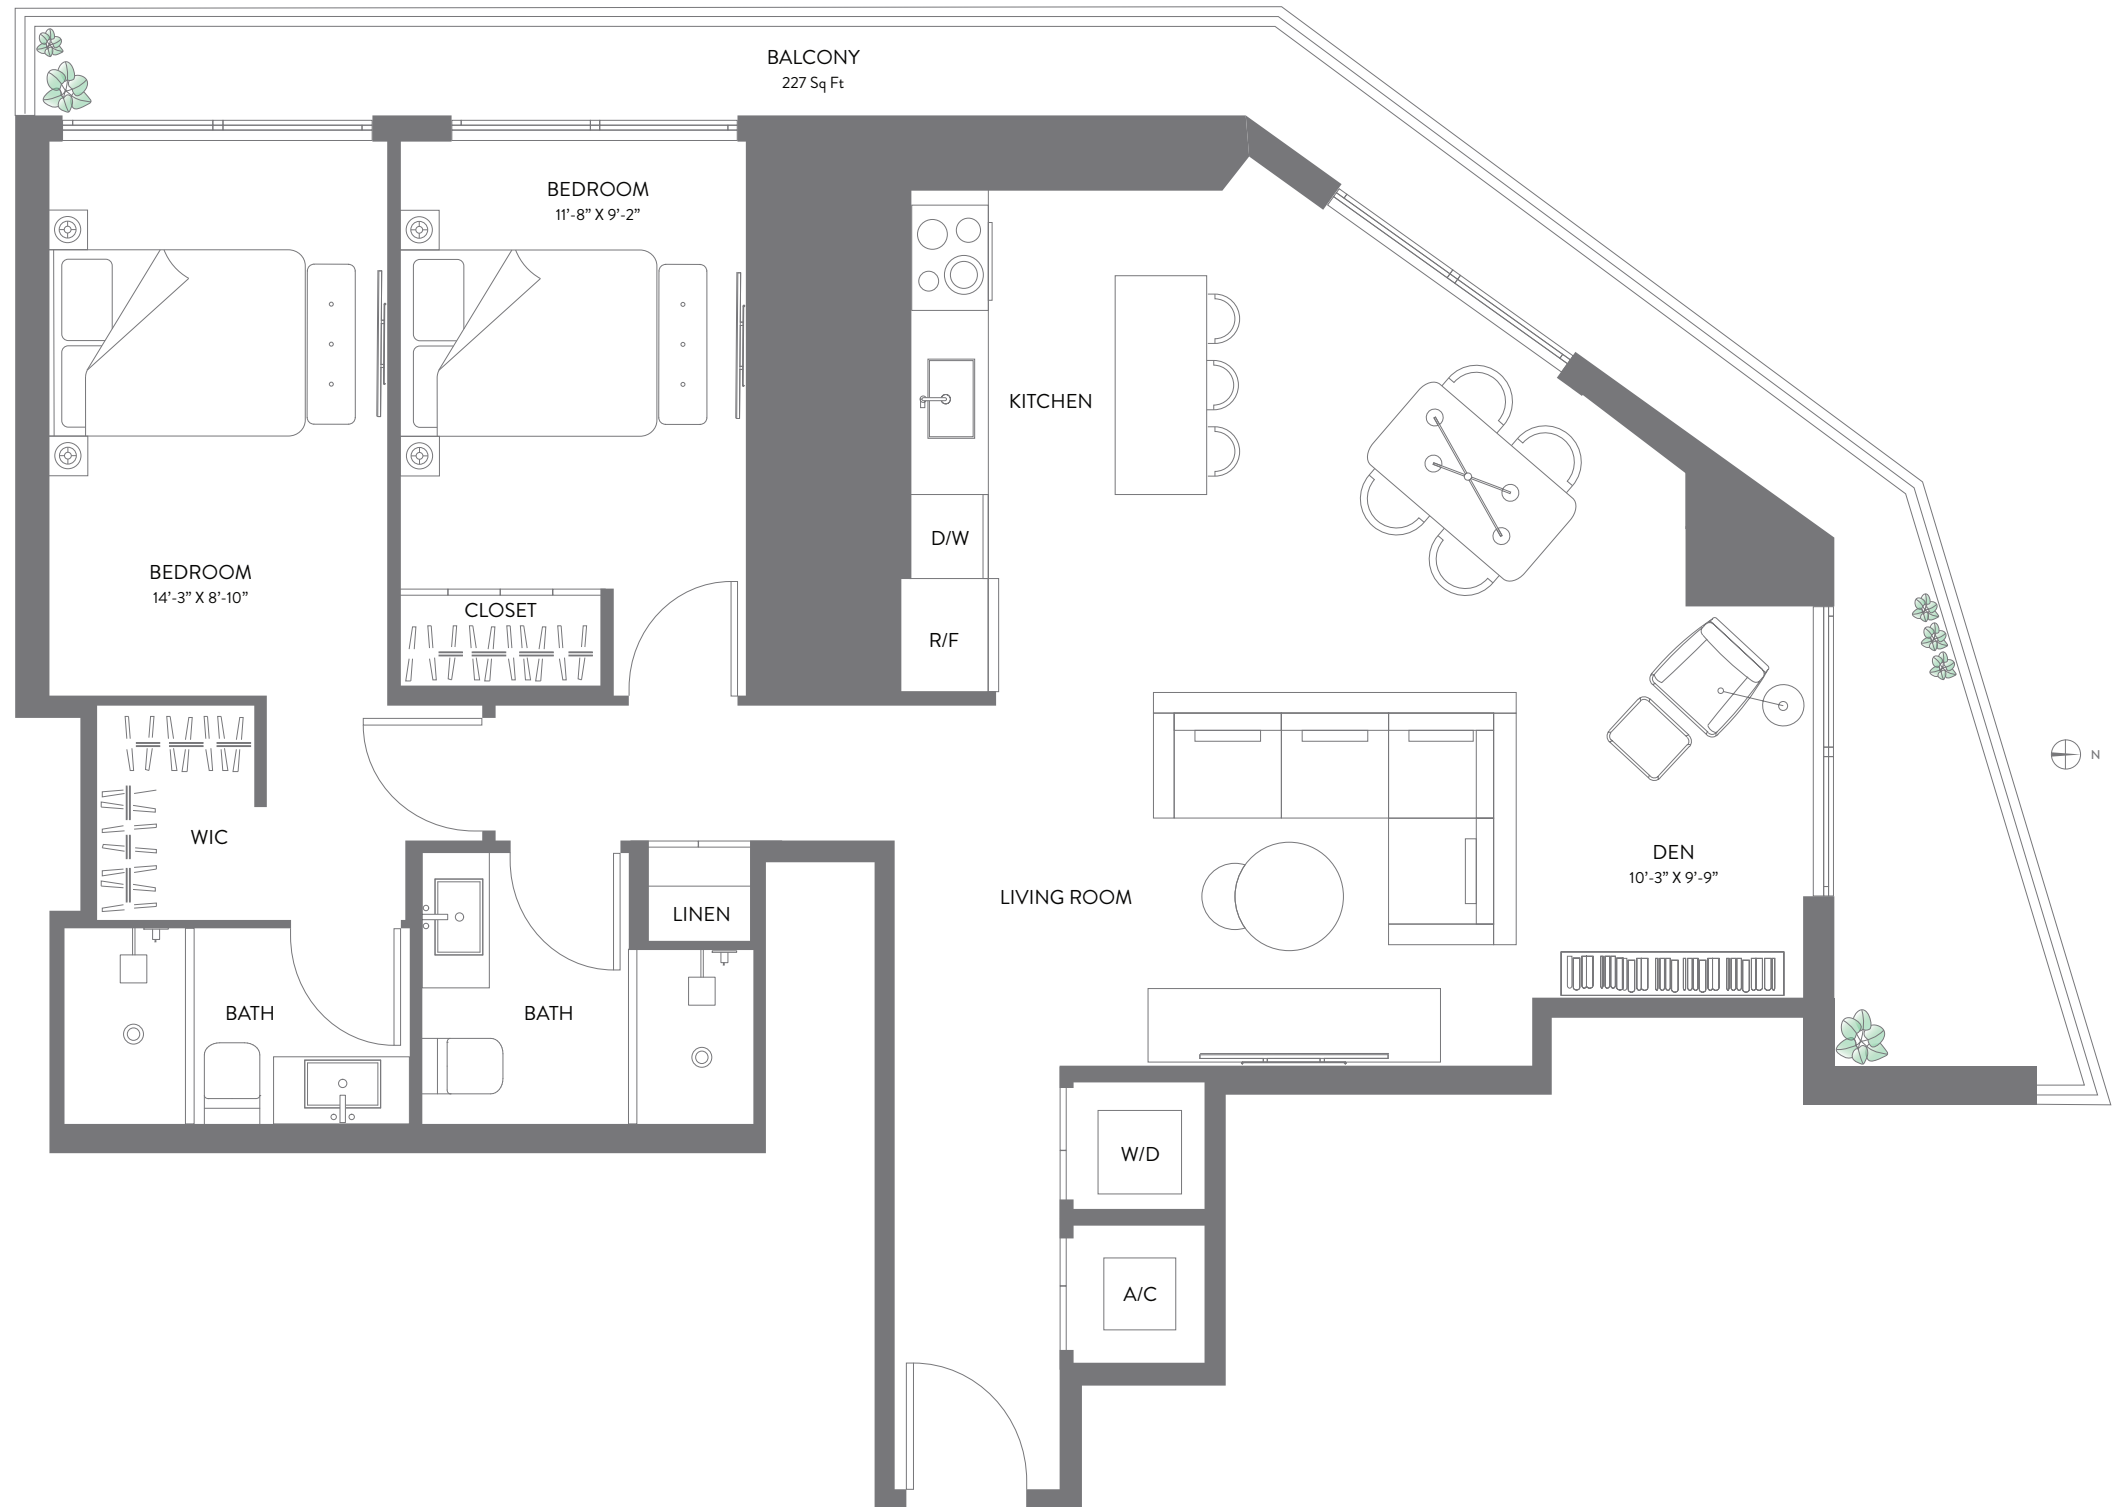 BALCONY
227 Sq Ft
BEDROOM
11’-8” X 9’-2”
KITCHEN
D/W
BEDROOM
14’-3” X 8’-10”
CLOSET
R/F
N
WIC
DEN
10’-3” X 9’-9”
LIVING ROOM
LINEN
BATH
BATH
W/D
A/C